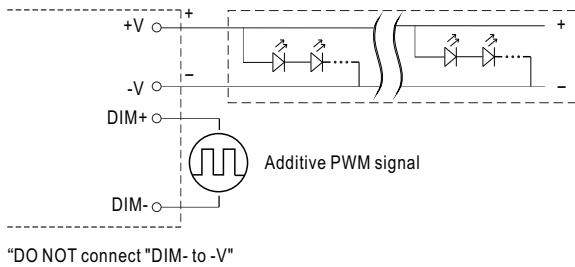 +V +
+
-V –
–
DIM+
Additive PWM signal
DIM-
“DO NOT connect "DIM- to -V"